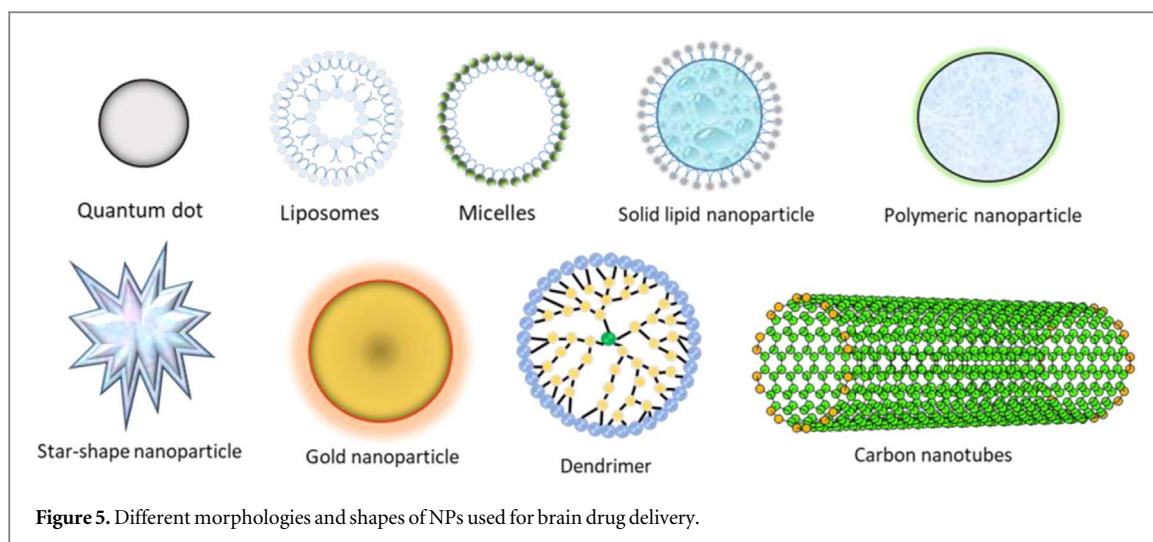 Quantum dot
Liposomes
Micelles
Solid lipid nanoparticle
Polymeric nanoparticle
Star-shape nanoparticle
Gold nanoparticle
Dendrimer
Carbon nanotubes
Figure 5. Different morphologies and shapes of NPs used for brain drug delivery.